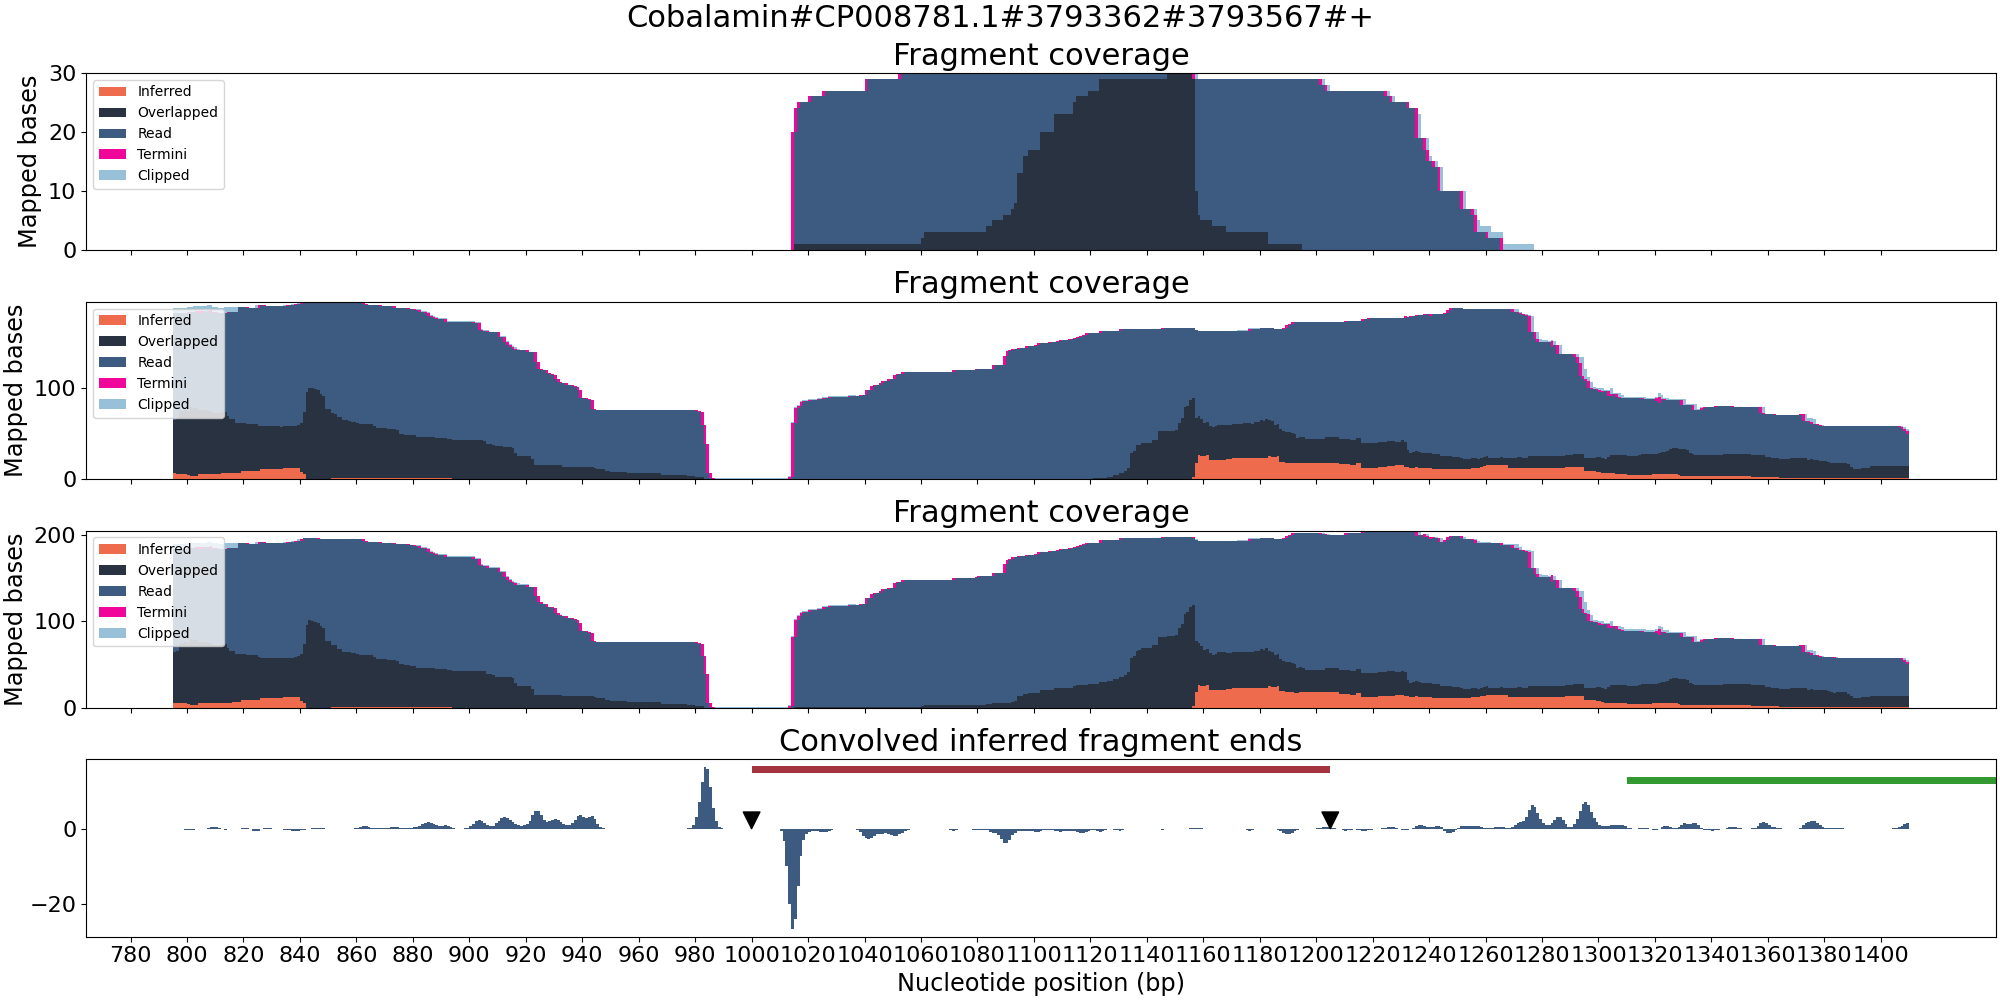 Cobalamin#CP008781.1#3793362#3793567#+
Fragment coverage
Mapped bases
30
20
10
0
Inferred
Overlapped
Read
Termini
Clipped
Fragment coverage
Mapped bases
100
0
Inferred
Overlapped
Read
Termini
Clipped
Fragment coverage
Mapped bases
200
100
0
Inferred
Overlapped
Read
Termini
Clipped
Convolved inferred fragment ends
0
−20
780 800 820 840 860 880 900 920 940 960 980 1000 1020 1040 1060 1080 1100 1120 1140 1160 1180 1200 1220 1240 1260 1280 1300 1320 1340 1360 1380 1400
Nucleotide position (bp)